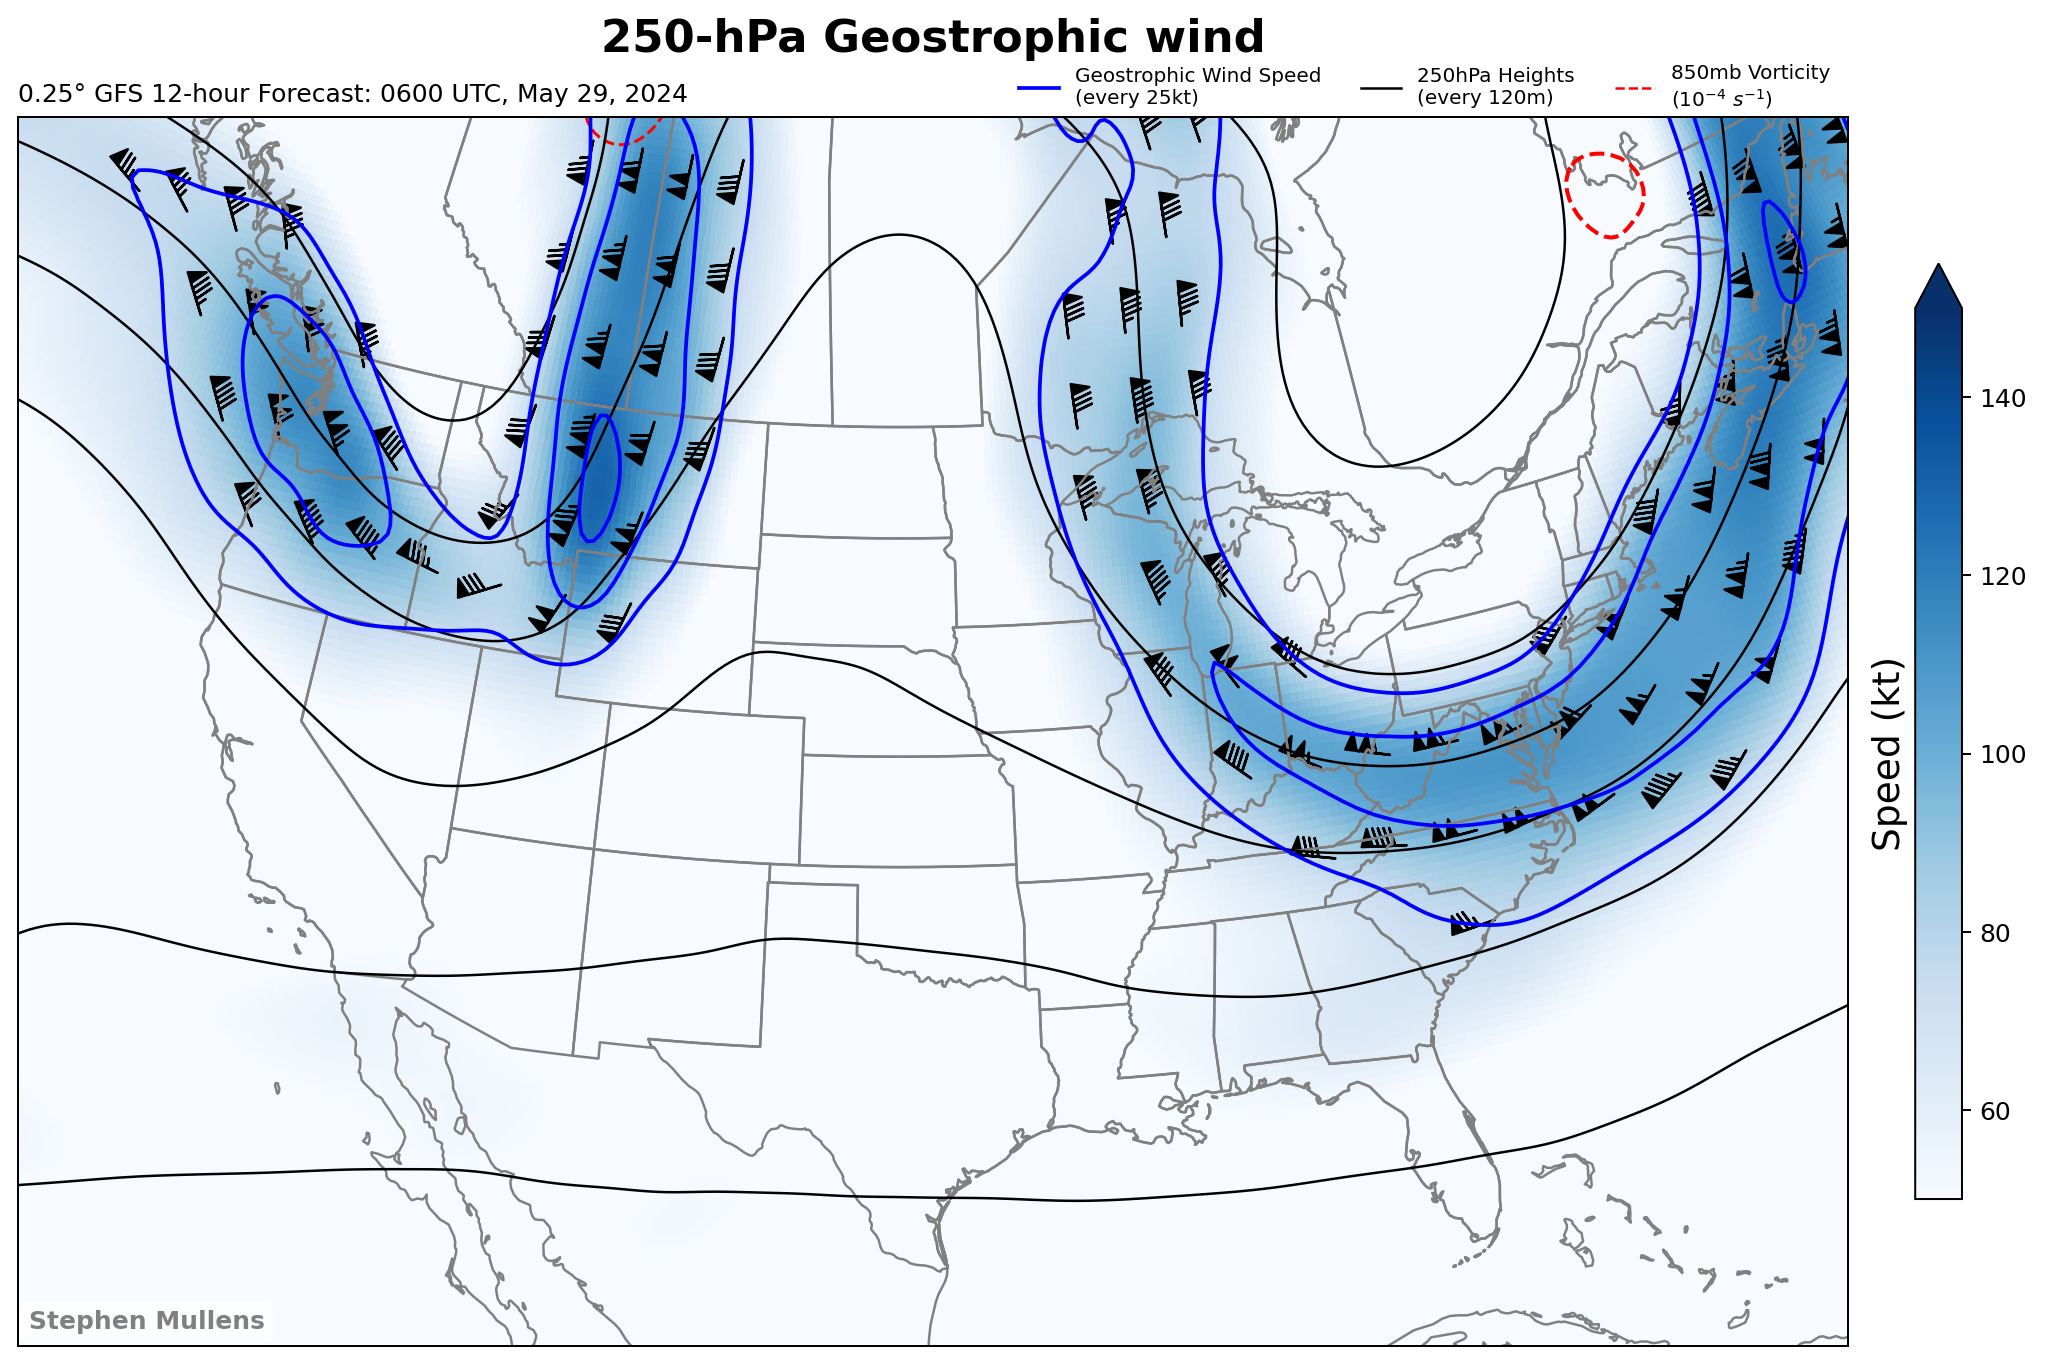 250-hPa Geostrophic wind
0.25° GFS 12-hour Forecast: 0600 UTC, May 29, 2024
Geostrophic Wind Speed
(every 25kt)
250hPa Heights
(every 120m)
850mb Vorticity
(10⁻⁴ s⁻¹)
140
120
100
80
60
Speed (kt)
Stephen Mullens